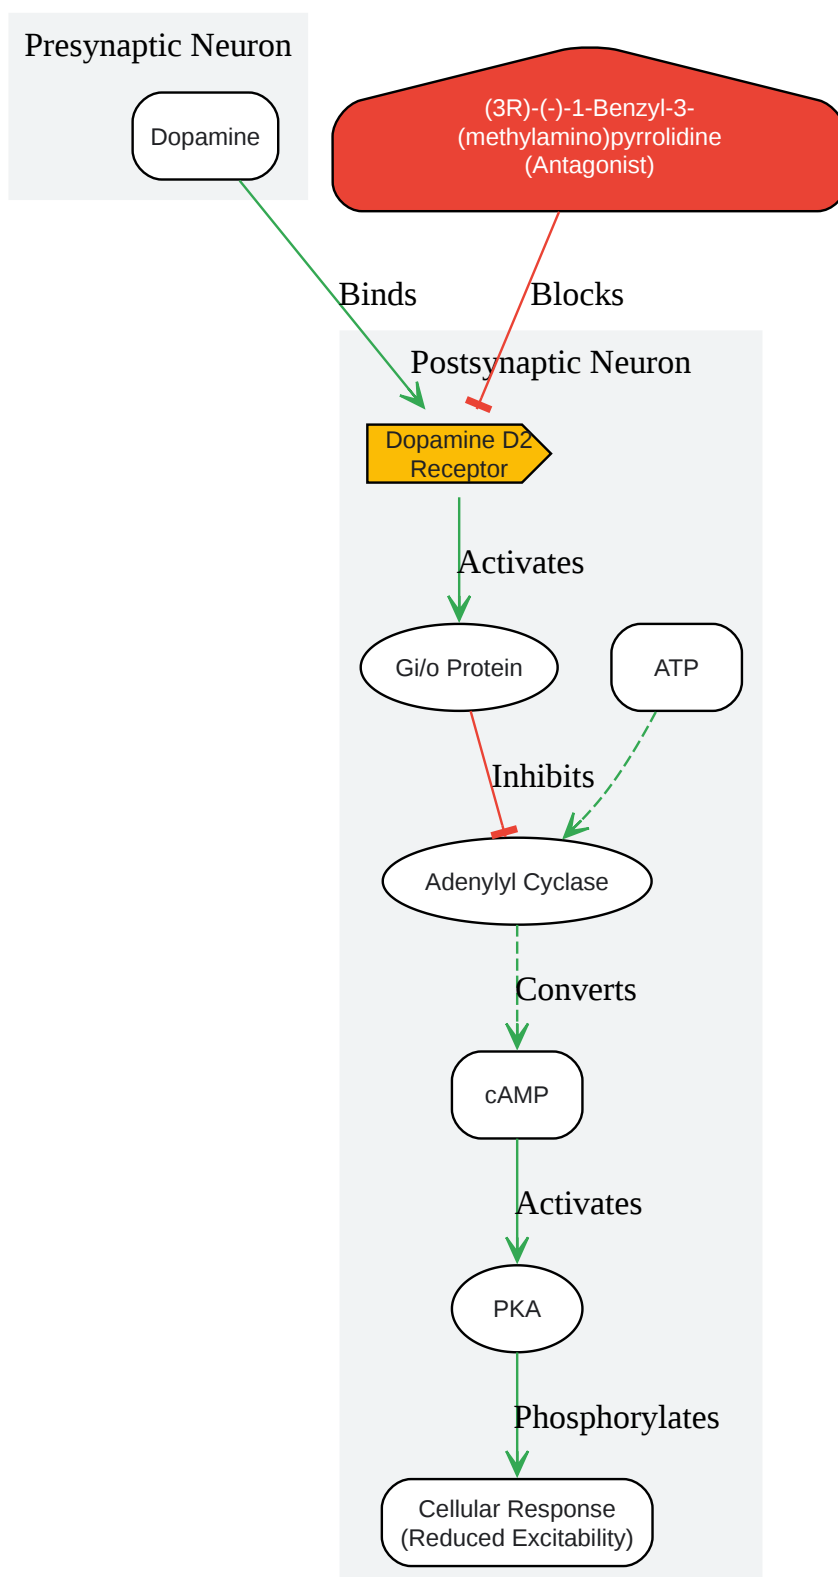 Presynaptic Neuron
Dopamine
(3R)-(-)-1-Benzyl-3-
(methylamino)pyrrolidine
(Antagonist)
Binds
Blocks
Postsynaptic Neuron
Dopamine D2
Receptor
Activates
Gi/o Protein
ATP
Inhibits
Adenylyl Cyclase
Converts
cAMP
Activates
PKA
Phosphorylates
Cellular Response
(Reduced Excitability)